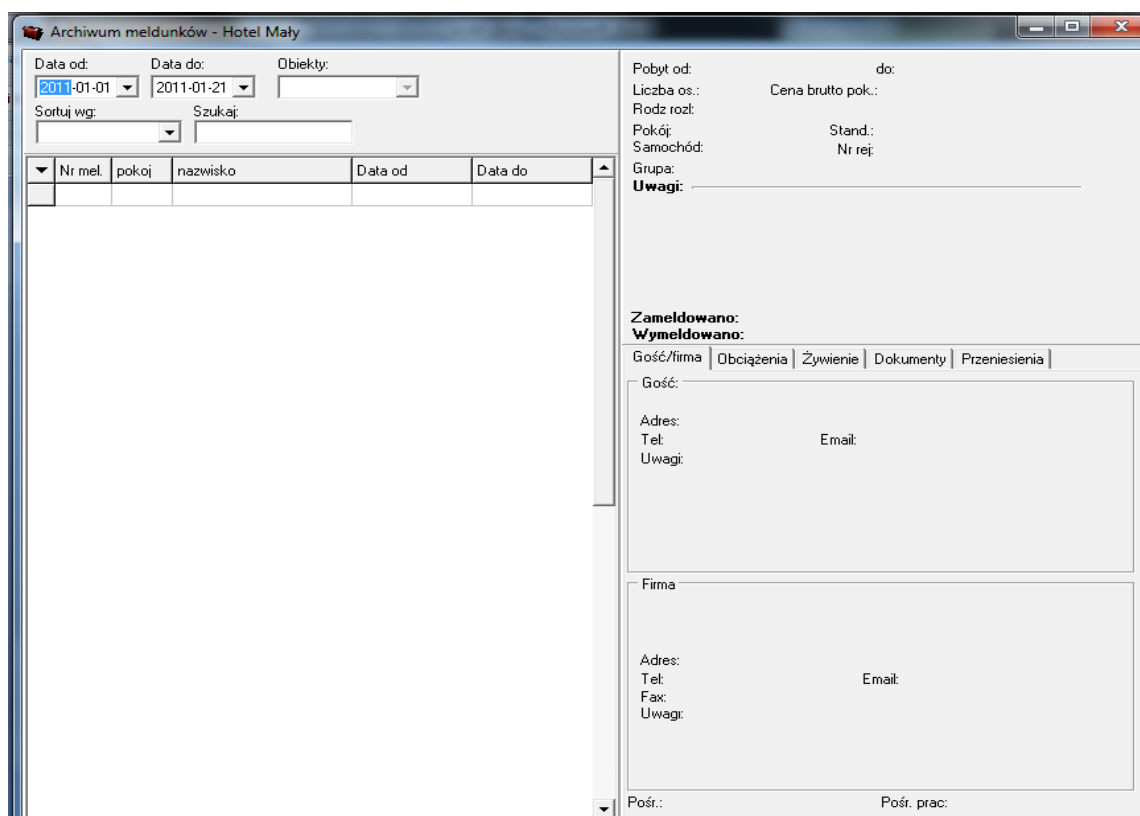 Archiwum meldunków - Hotel Mały
Data od: Data do: Obiekty:
2011-01-01 2011-01-21
Sortuj wg: Szukaj:
Nr mel. pokoj nazwisko Data od Data do
Pobyt od: do:
Liczba os.: Cena brutto pok.:
Rodz rozl:
Pokój: Stand.:
Samochód: Nr rej:
Grupa:
Uwagi:
Zameldowano:
Wymeldowano:
Gość/firma Obciążenia Żywienie Dokumenty Przeniesienia
Gość:
Adres:
Tel: Email:
Uwagi:
Firma
Adres:
Tel: Email:
Fax:
Uwagi:
Pośr.: Pośr. prac: